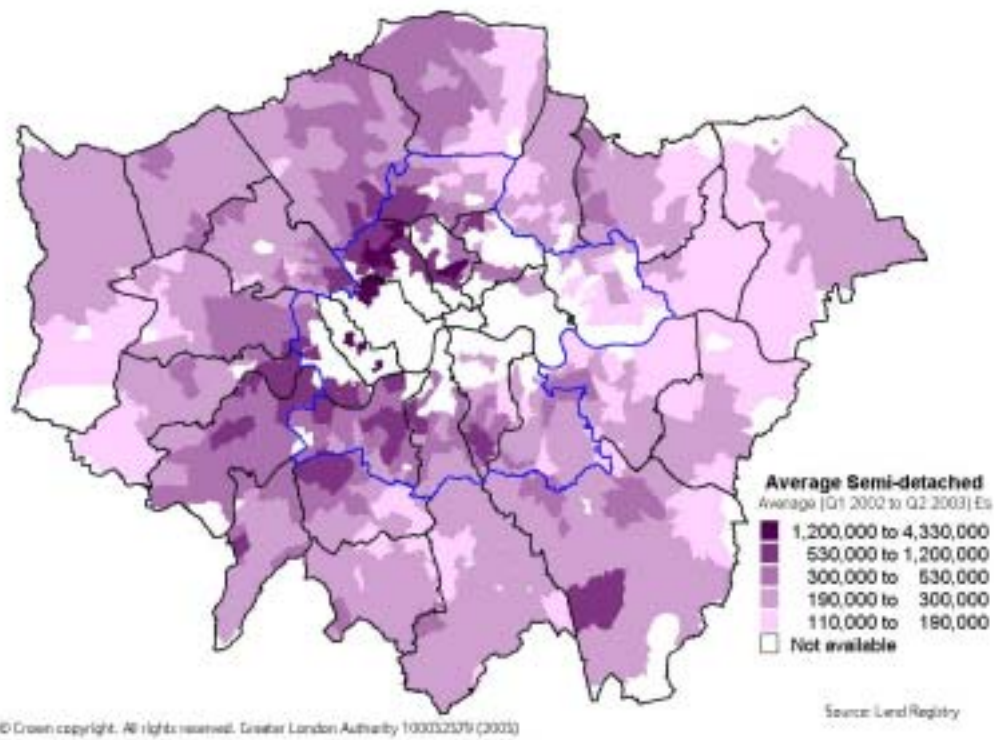 Average Semi-detached
Average (Q1 2002 to Q2 2003) £s
1,200,000 to 4,330,000
530,000 to 1,200,000
300,000 to 530,000
190,000 to 300,000
110,000 to 190,000
Not available
Source: Land Registry
© Crown copyright. All rights reserved. Greater London Authority 100032379 (2003)